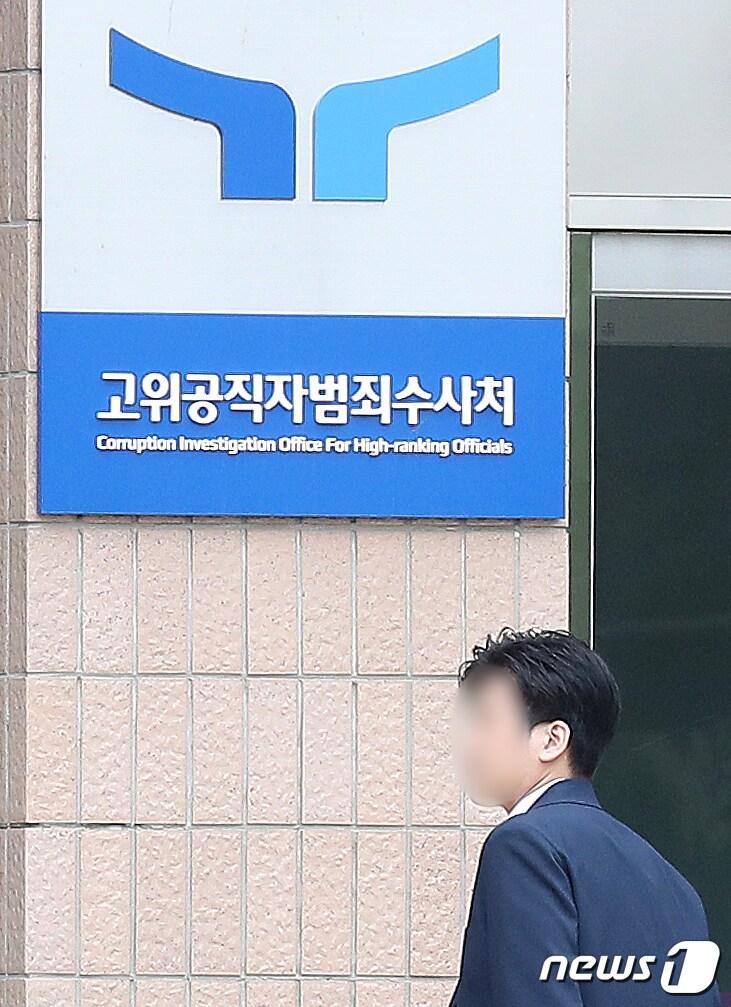 고위공직자범죄수사처
Corruption Investigation Office For High-ranking Officials
news1